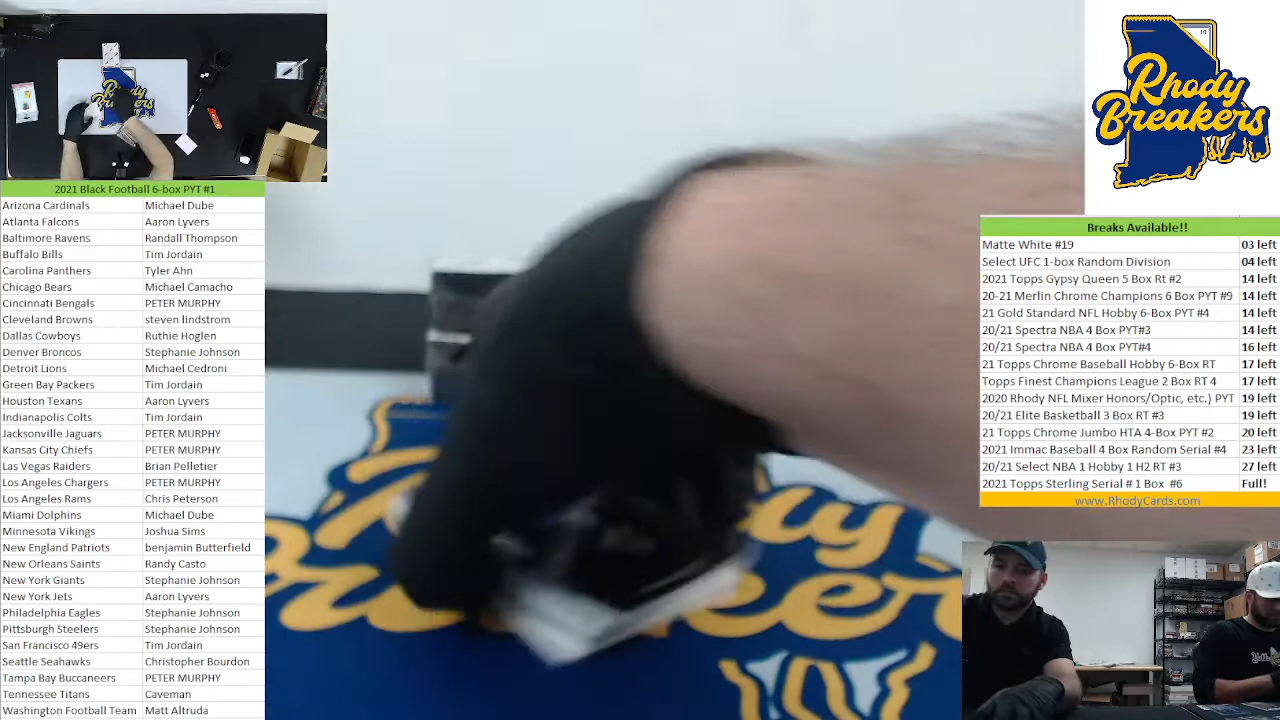 2021 Black Football 6-box PYT #1
Arizona Cardinals Michael Dube
Atlanta Falcons Aaron Lyvers
Baltimore Ravens Randall Thompson
Buffalo Bills Tim Jordain
Carolina Panthers Tyler Ahn
Chicago Bears Michael Camacho
Cincinnati Bengals PETER MURPHY
Cleveland Browns steven lindstrom
Dallas Cowboys Ruthie Hoglen
Denver Broncos Stephanie Johnson
Detroit Lions Michael Cedroni
Green Bay Packers Tim Jordain
Houston Texans Aaron Lyvers
Indianapolis Colts Tim Jordain
Jacksonville Jaguars PETER MURPHY
Kansas City Chiefs PETER MURPHY
Las Vegas Raiders Brian Pelletier
Los Angeles Chargers PETER MURPHY
Los Angeles Rams Chris Peterson
Miami Dolphins Michael Dube
Minnesota Vikings Joshua Sims
New England Patriots benjamin Butterfield
New Orleans Saints Randy Casto
New York Giants Stephanie Johnson
New York Jets Aaron Lyvers
Philadelphia Eagles Stephanie Johnson
Pittsburgh Steelers Stephanie Johnson
San Francisco 49ers Tim Jordain
Seattle Seahawks Christopher Bourdon
Tampa Bay Buccaneers PETER MURPHY
Tennessee Titans Caveman
Washington Football Team Matt Altruda
Rhody
Breakers
Breaks Available!!
Matte White #19 03 left
Select UFC 1-box Random Division 04 left
2021 Topps Gypsy Queen 5 Box Rt #2 14 left
20-21 Merlin Chrome Champions 6 Box PYT #9 14 left
21 Gold Standard NFL Hobby 6-Box PYT #4 14 left
20/21 Spectra NBA 4 Box PYT#3 14 left
20/21 Spectra NBA 4 Box PYT#4 16 left
21 Topps Chrome Baseball Hobby 6-Box RT 17 left
Topps Finest Champions League 2 Box RT 4 17 left
2020 Rhody NFL Mixer Honors/Optic, etc.) PYT 19 left
20/21 Elite Basketball 3 Box RT #3 19 left
21 Topps Chrome Jumbo HTA 4-Box PYT #2 20 left
2021 Immac Baseball 4 Box Random Serial #4 23 left
20/21 Select NBA 1 Hobby 1 H2 RT #3 27 left
2021 Topps Sterling Serial # 1 Box #6 Full!
www.RhodyCards.com